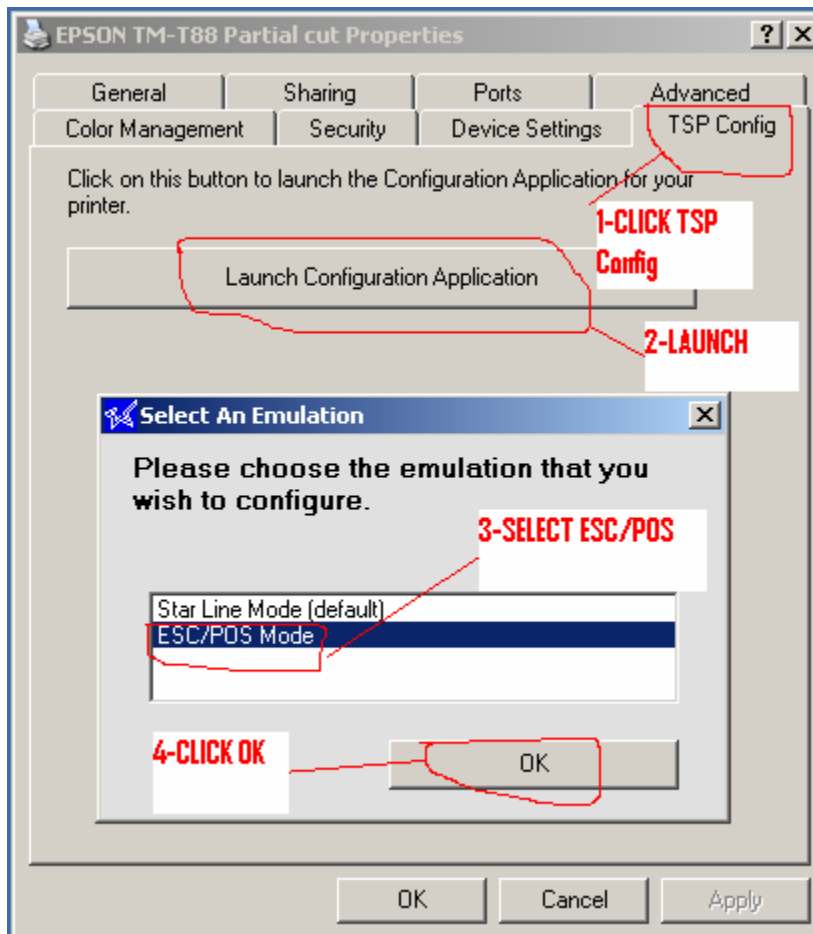 EPSON TM-T88 Partial cut Properties
General Sharing Ports Advanced
Color Management Security Device Settings TSP Config
Click on this button to launch the Configuration Application for your
printer.
1-CLICK TSP
Config
Launch Configuration Application
2-LAUNCH
Select An Emulation
Please choose the emulation that you
wish to configure.
3-SELECT ESC/POS
Star Line Mode (default)
ESC/POS Mode
4-CLICK OK
OK
OK Cancel Apply